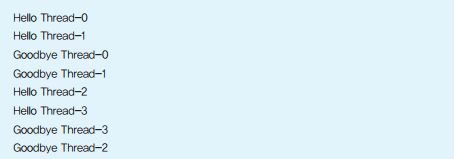 Hello Thread-0
Hello Thread-1
Goodbye Thread-0
Goodbye Thread-1
Hello Thread-2
Hello Thread-3
Goodbye Thread-3
Goodbye Thread-2